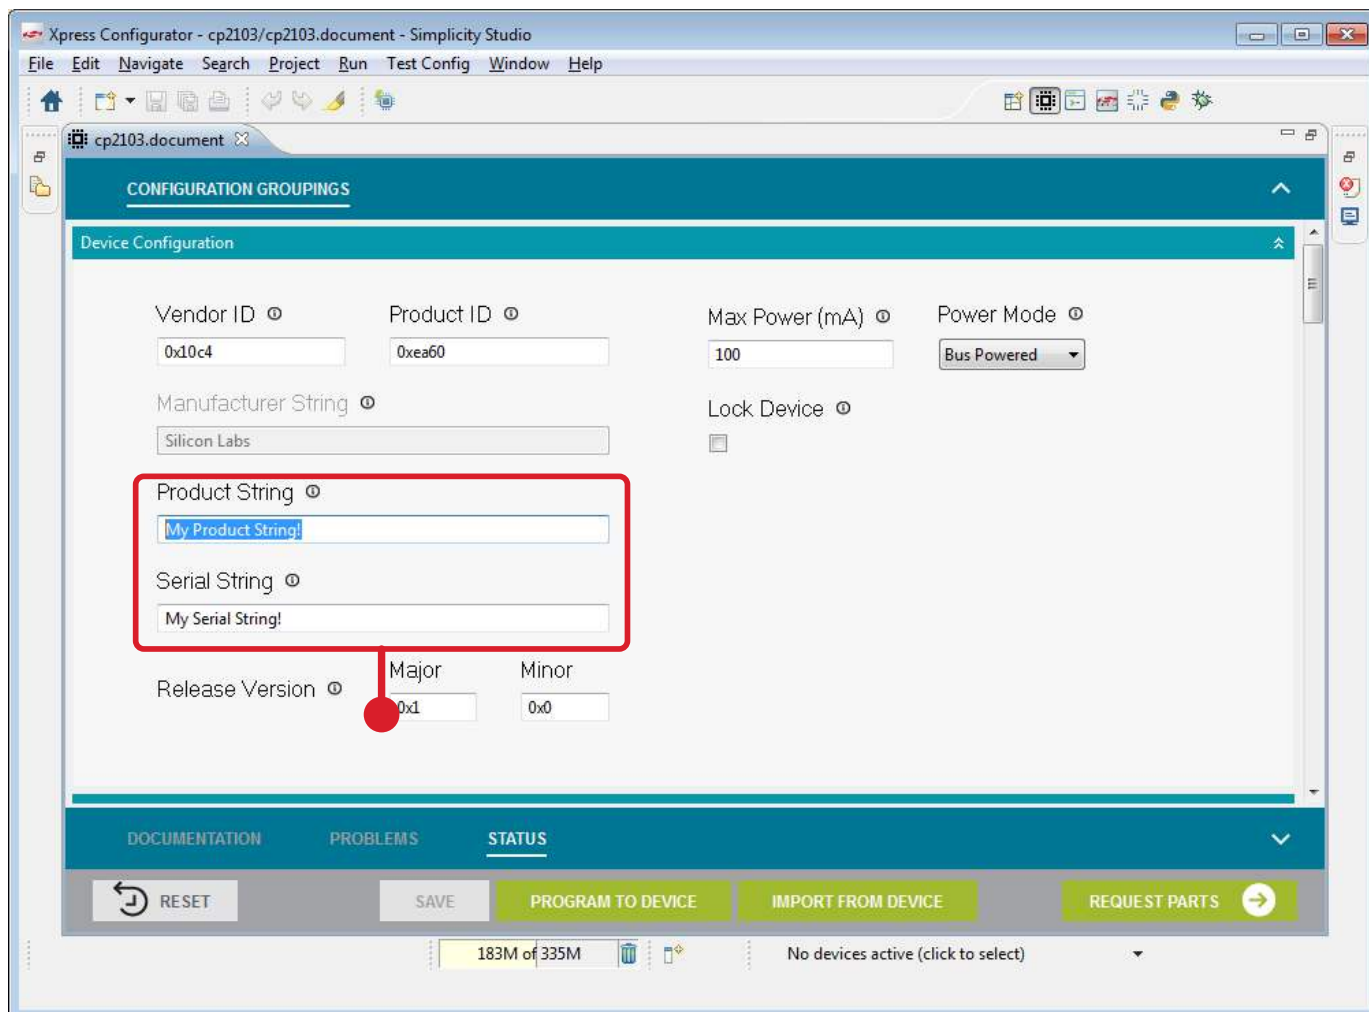 Xpress Configurator - cp2103/cp2103.document - Simplicity Studio
File Edit Navigate Search Project Run Test Config Window Help
cp2103.document
CONFIGURATION GROUPINGS
Device Configuration
Vendor ID Product ID Max Power (mA) Power Mode
0x10c4 0xea60 100 Bus Powered
Manufacturer String Lock Device
Silicon Labs
Product String
My Product String!
Serial String
My Serial String!
Major Minor
Release Version
0x1 0x0
DOCUMENTATION PROBLEMS STATUS
RESET SAVE PROGRAM TO DEVICE IMPORT FROM DEVICE REQUEST PARTS
183M of 335M No devices active (click to select)